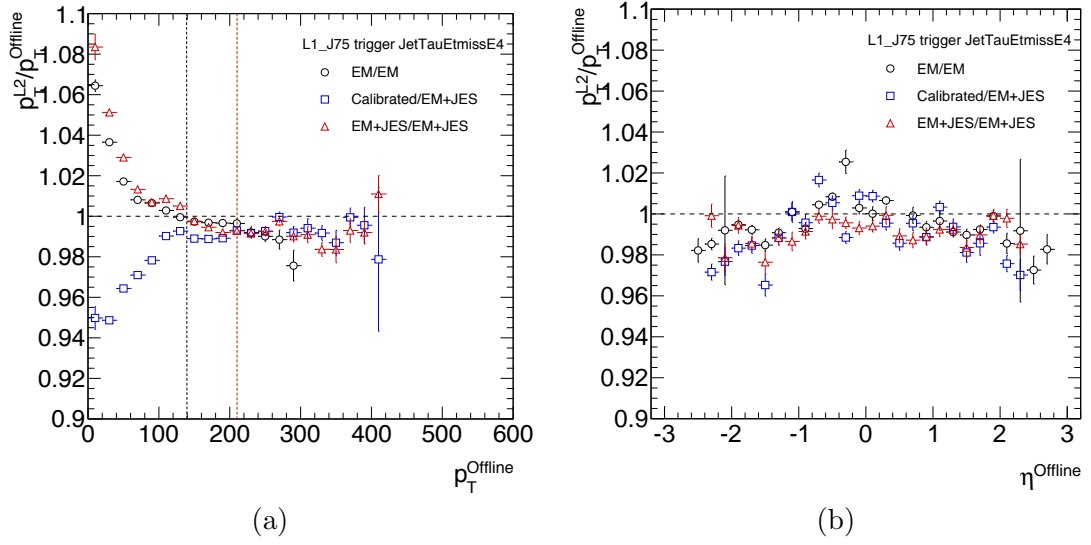 p_T^L2/p_T^Offline
1.1
1.08
1.06
1.04
1.02
1
0.98
0.96
0.94
0.92
0.9
L1_J75 trigger JetTauEtmissE4
EM/EM
Calibrated/EM+JES
EM+JES/EM+JES
0 100 200 300 400 500 600
p_T^Offline
(a)
p_T^L2/p_T^Offline
1.1
1.08
1.06
1.04
1.02
1
0.98
0.96
0.94
0.92
0.9
L1_J75 trigger JetTauEtmissE4
EM/EM
Calibrated/EM+JES
EM+JES/EM+JES
-3 -2 -1 0 1 2 3
η^Offline
(b)